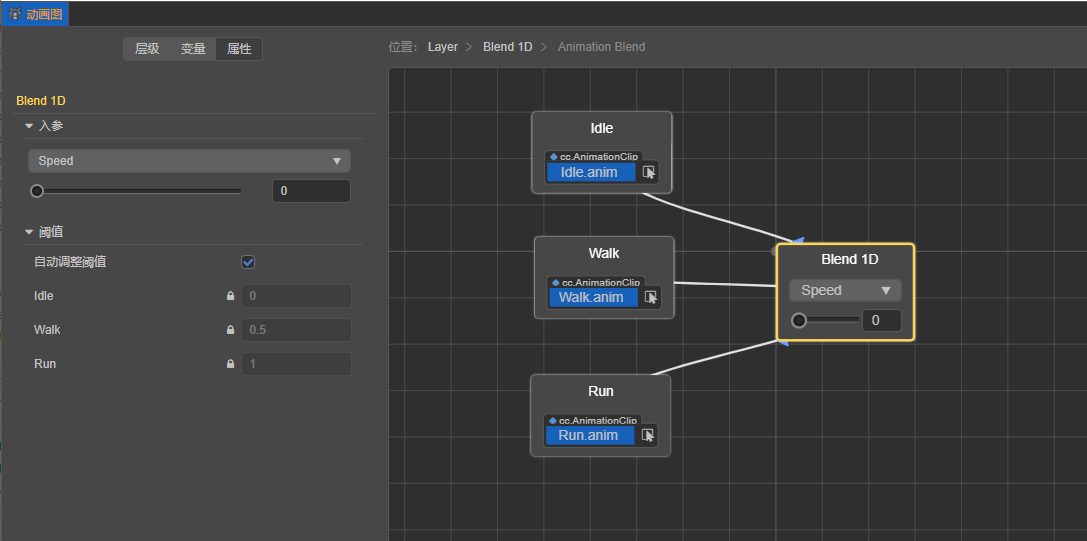 动画图
层级 变量 属性
位置： Layer > Blend 1D > Animation Blend
Blend 1D
入参
Speed
0
阈值
自动调整阈值
Idle 0
Walk 0.5
Run 1
Idle
cc.AnimationClip
Idle.anim
Walk
cc.AnimationClip
Walk.anim
Run
cc.AnimationClip
Run.anim
Blend 1D
Speed
0